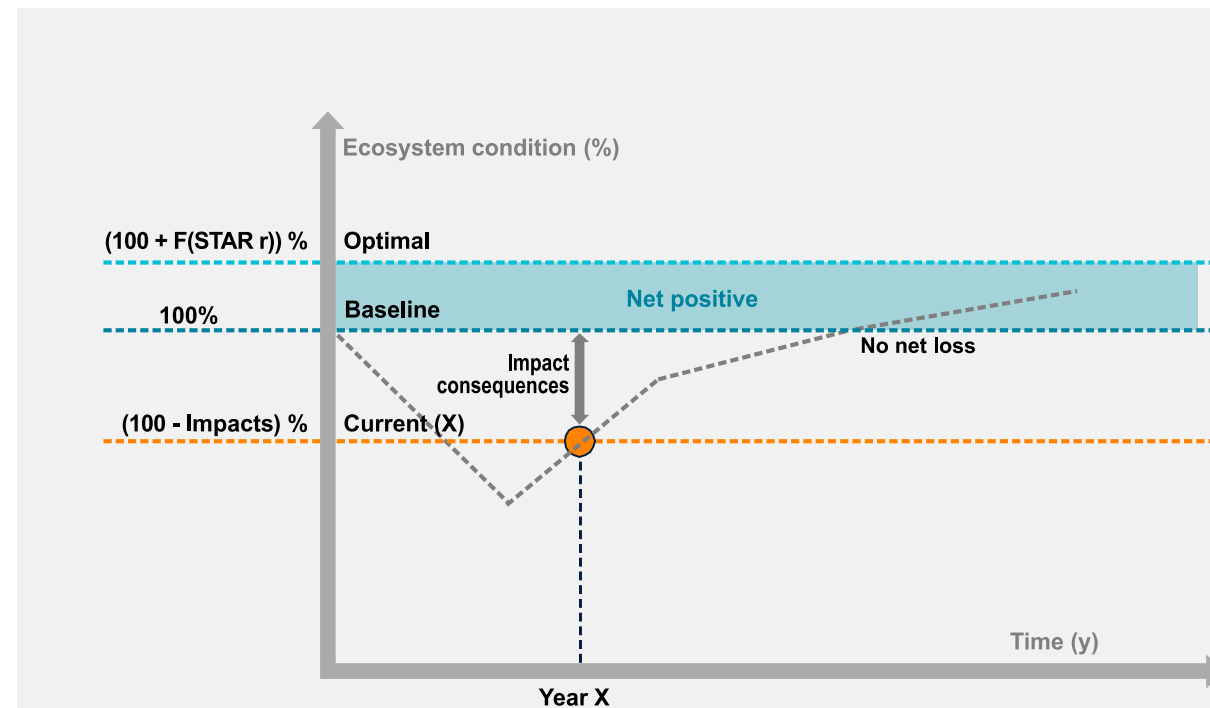 Ecosystem condition (%)
(100 + F(STAR r)) %
Optimal
Net positive
100%
Baseline
No net loss
Impact
consequences
(100 - Impacts) %
Current (X)
Time (y)
Year X